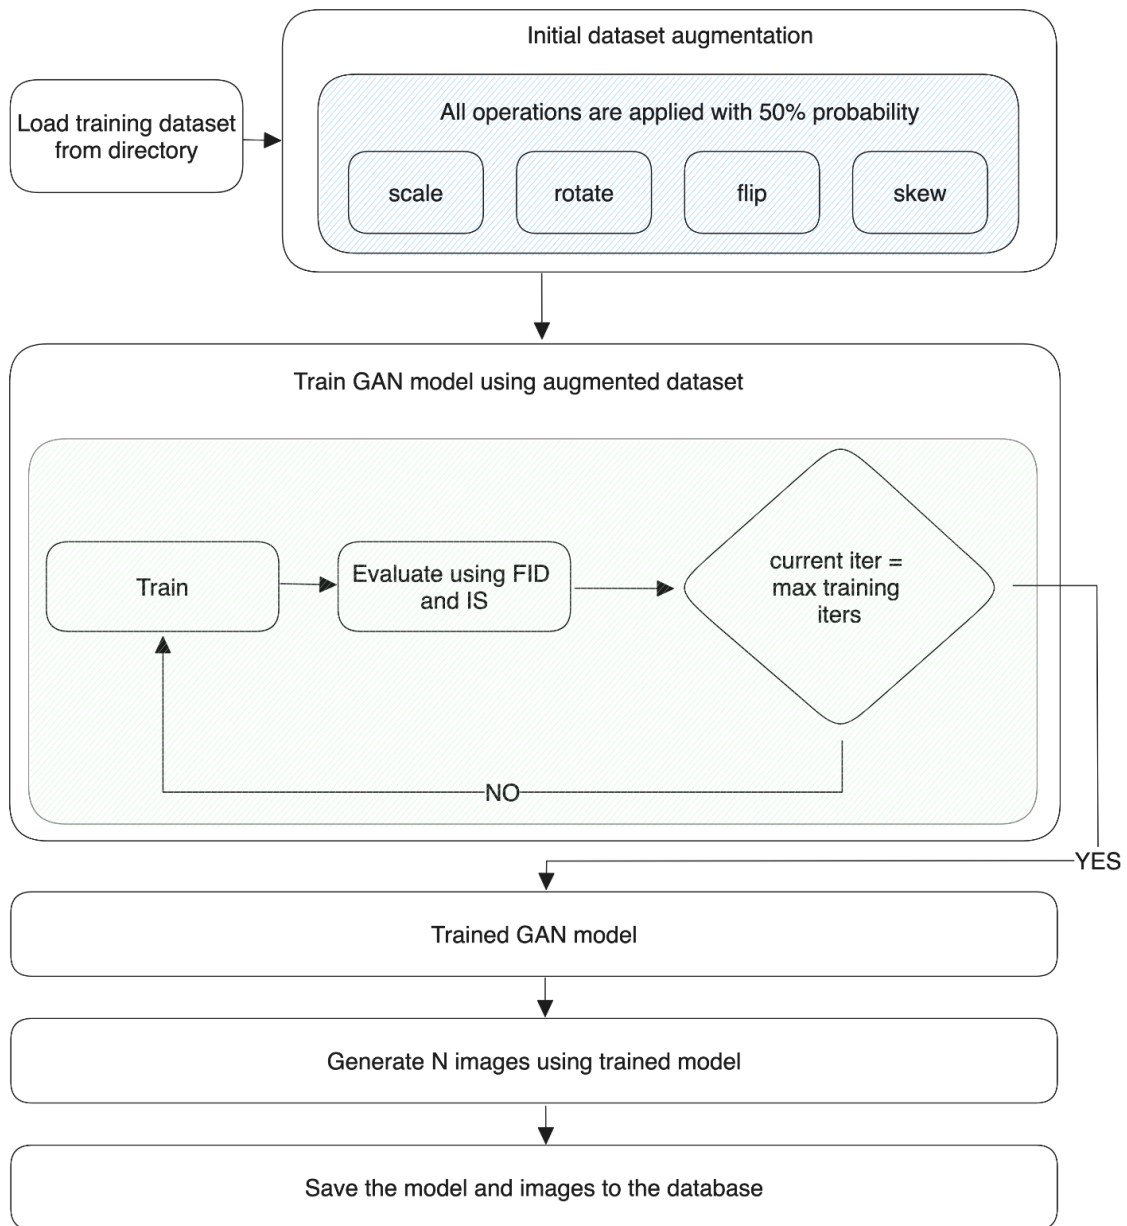 Initial dataset augmentation
Load training dataset
from directory
All operations are applied with 50% probability
scale
rotate
flip
skew
Train GAN model using augmented dataset
Train
Evaluate using FID
and IS
current iter =
max training
iters
NO
YES
Trained GAN model
Generate N images using trained model
Save the model and images to the database